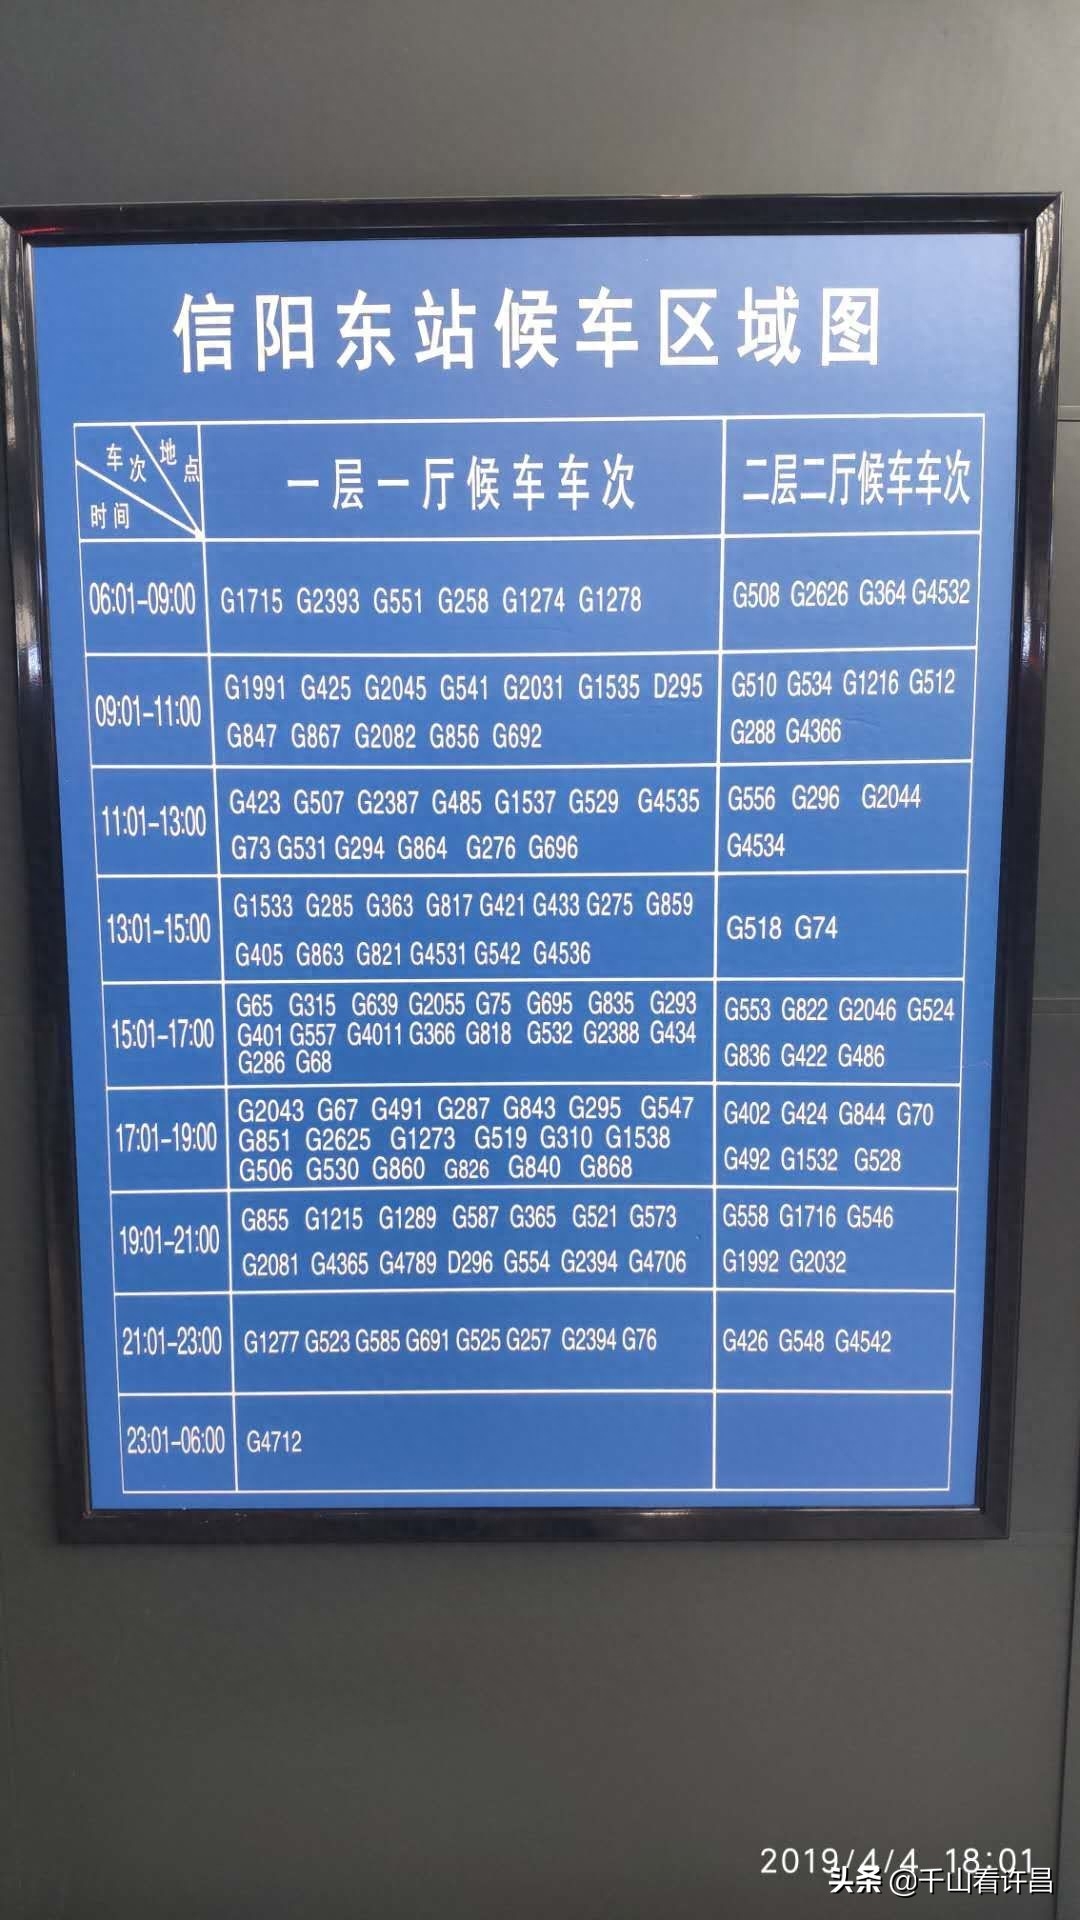 信阳东站候车区域图
车次 地点
时间
一层一厅候车车次 二层二厅候车车次
06:01-09:00 G1715 G2393 G551 G258 G1274 G1278 G508 G2626 G364 G4532
09:01-11:00 G1991 G425 G2045 G541 G2031 G1535 D295 G510 G534 G1216 G512
G847 G867 G2082 G856 G692 G288 G4366
11:01-13:00 G423 G507 G2387 G485 G1537 G529 G4535 G556 G296 G2044
G73 G531 G294 G864 G276 G696 G4534
13:01-15:00 G1533 G285 G363 G817 G421 G433 G275 G859 G518 G74
G405 G863 G821 G4531 G542 G4536
15:01-17:00 G65 G315 G639 G2055 G75 G695 G835 G293 G553 G822 G2046 G524
G401 G557 G4011 G366 G818 G532 G2388 G434 G836 G422 G486
G286 G68
17:01-19:00 G2043 G67 G491 G287 G843 G295 G547 G402 G424 G844 G70
G851 G2625 G1273 G519 G310 G1538 G492 G1532 G528
G506 G530 G860 G826 G840 G868
19:01-21:00 G855 G1215 G1289 G587 G365 G521 G573 G558 G1716 G546
G2081 G4365 G4789 D296 G554 G2394 G4706 G1992 G2032
21:01-23:00 G1277 G523 G585 G691 G525 G257 G2394 G76 G426 G548 G4542
23:01-06:00 G4712
2019/4/4 18:01
头条 @千山看许昌